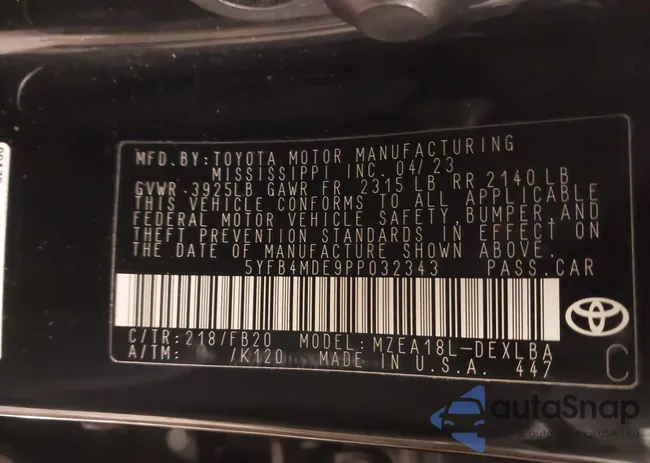 MFD.BY:TOYOTA MOTOR MANUFACTURING
MISSISSIPPI INC. 04/23
GVWR 3925LB GAWR FR 2315 LB RR 2140 LB
THIS VEHICLE CONFORMS TO ALL APPLICABLE
FEDERAL MOTOR VEHICLE SAFETY, BUMPER, AND
THEFT PREVENTION STANDARDS IN EFFECT ON
THE DATE OF MANUFACTURE SHOWN ABOVE.
5YFB4MDE9PP032343 PASS.CAR
C/TR: 218/FB20 MODEL: MZEA18L-DEXLBA
A/TM: /K120 MADE IN U.S.A. 447
C
autoSnap